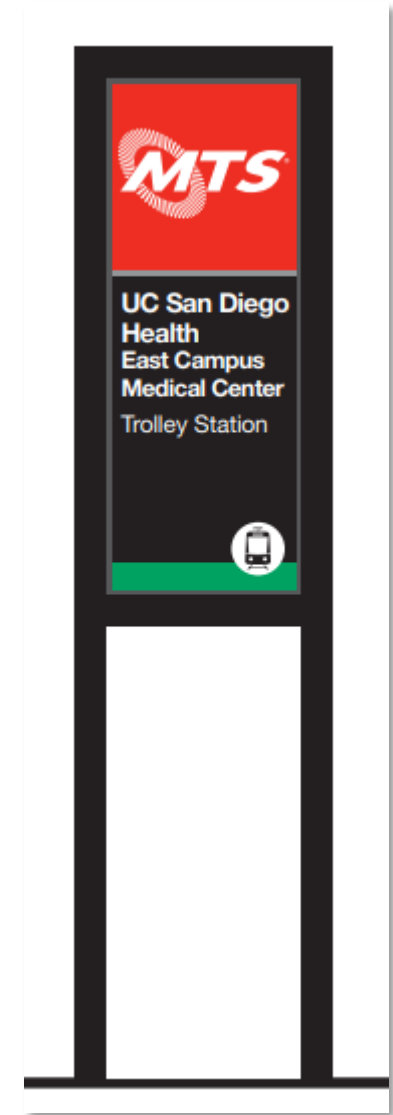 MTS
UC San Diego
Health
East Campus
Medical Center
Trolley Station